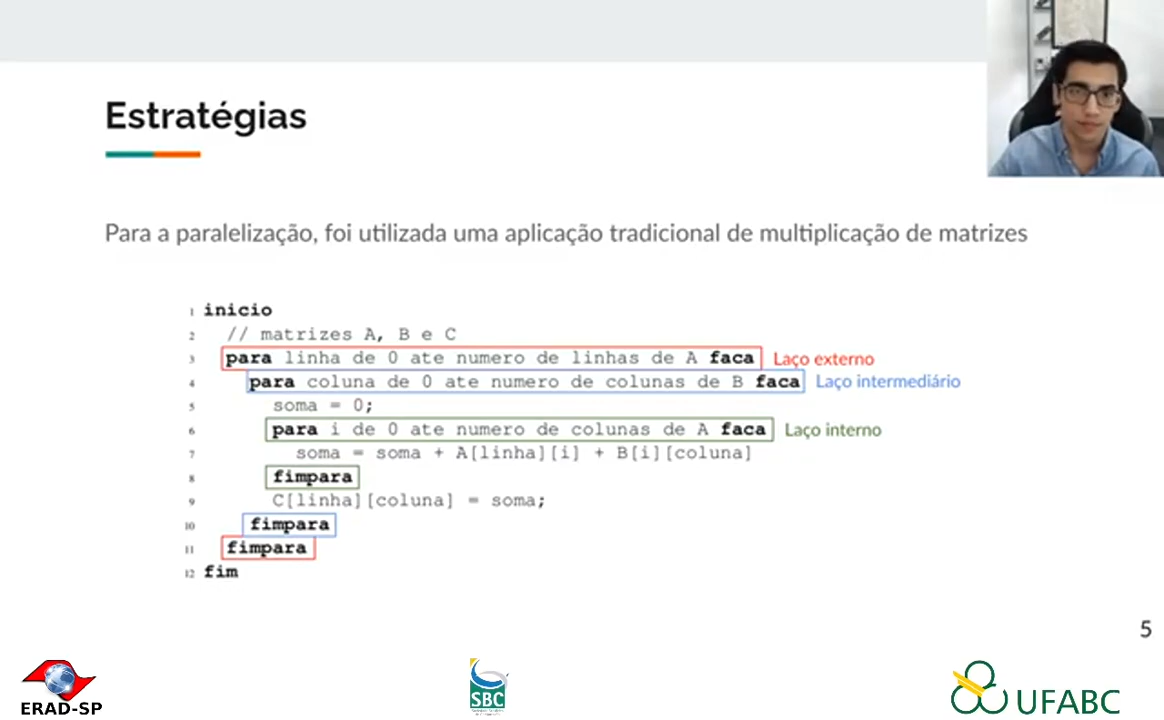 Estratégias
Para a paralelização, foi utilizada uma aplicação tradicional de multiplicação de matrizes
1 inicio
2 // matrizes A, B e C
3 para linha de 0 ate numero de linhas de A faca Laço externo
4 para coluna de 0 ate numero de colunas de B faca Laço intermediário
5 soma = 0;
6 para i de 0 ate numero de colunas de A faca Laço interno
7 soma = soma + A[linha][i] + B[i][coluna]
8 fimpara
9 C[linha][coluna] = soma;
10 fimpara
11 fimpara
12 fim
5
ERAD-SP
SBC
UFABC